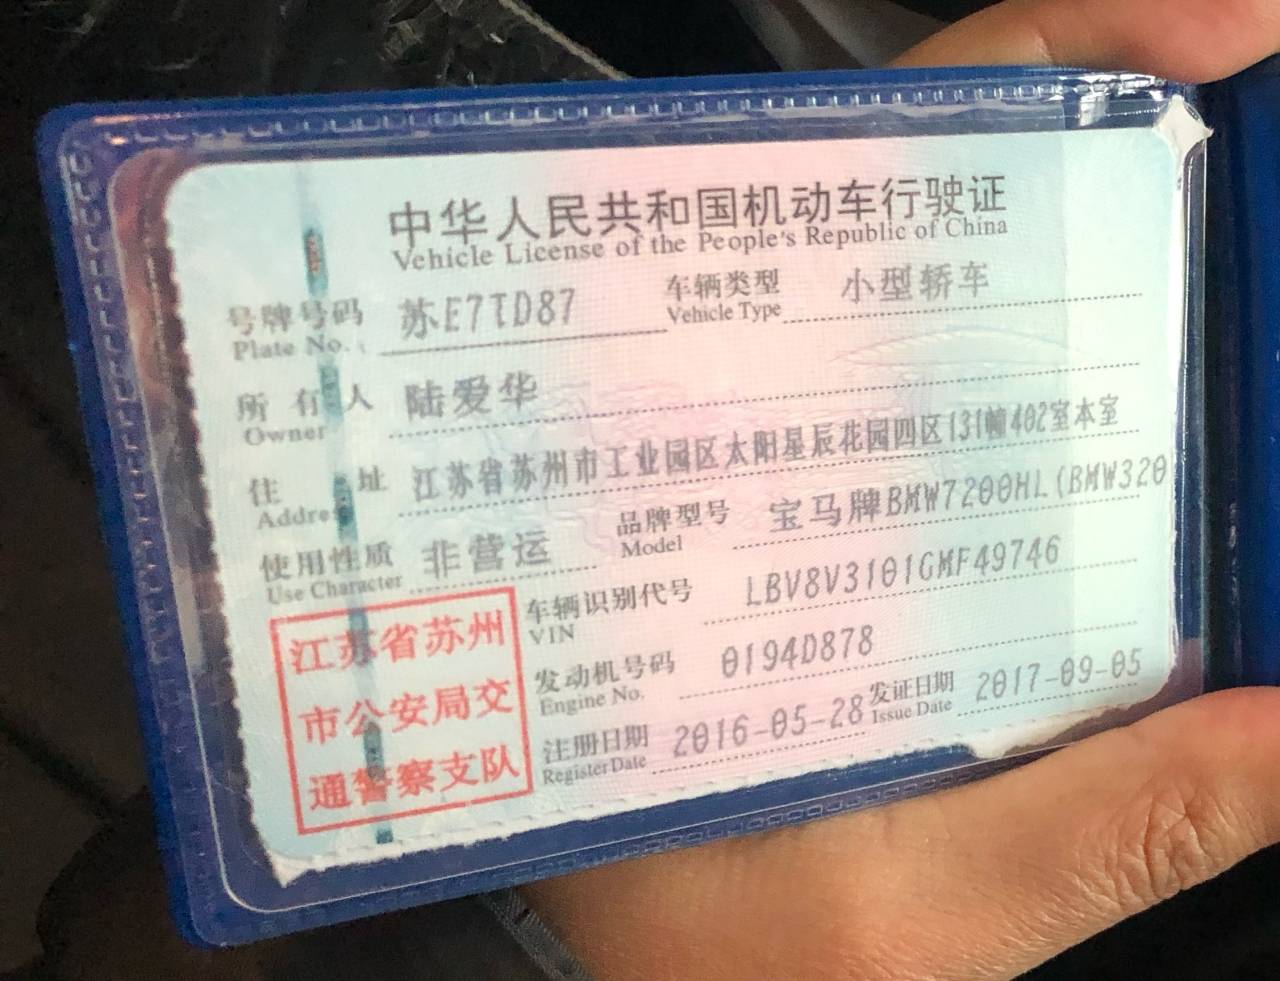 中华人民共和国机动车行驶证
Vehicle License of the People's Republic of China
号牌号码 苏E7TD87 车辆类型 小型轿车
Plate No. Vehicle Type
所有人 陆爱华
Owner
住址 江苏省苏州市工业园区太阳星辰花园四区131幢402室本室
Address
使用性质 非营运 品牌型号 宝马牌BMW7200HL(BMW320
Use Character Model
车辆识别代号 LBV8V3101GMF49746
VIN
发动机号码 0194D878
Engine No.
注册日期 2016-05-28 发证日期 2017-09-05
Register Date Issue Date
江苏省苏州
市公安局交
通警察支队